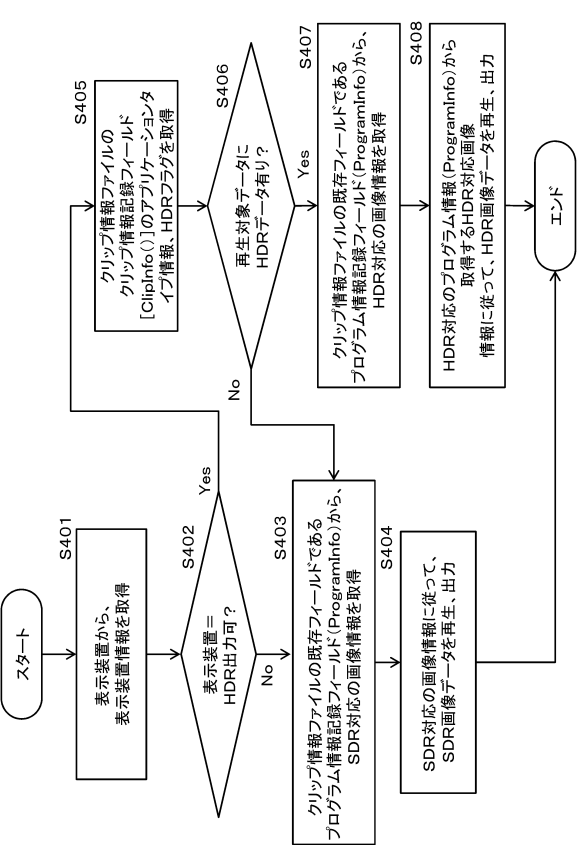 スタート
S401
表示装置から、
表示装置情報を取得
S402
表示装置=
HDR出力可?
Yes
No
S403
クリップ情報ファイルの既存フィールドである
プログラム情報記録フィールド(ProgramInfo)から、
SDR対応の画像情報を取得
S404
SDR対応の画像情報に従って、
SDR画像データを再生、出力
S405
クリップ情報ファイルの
クリップ情報記録フィールド
[ClipInfo()]のアプリケーションタ
イプ情報、HDRフラグを取得
S406
再生対象データに
HDRデータ有り?
No
Yes
S407
クリップ情報ファイルの既存フィールドである
プログラム情報記録フィールド(ProgramInfo)から、
HDR対応の画像情報を取得
S408
HDR対応のプログラム情報(ProgramInfo)から
取得するHDR対応画像
情報に従って、HDR画像データを再生、出力
エンド